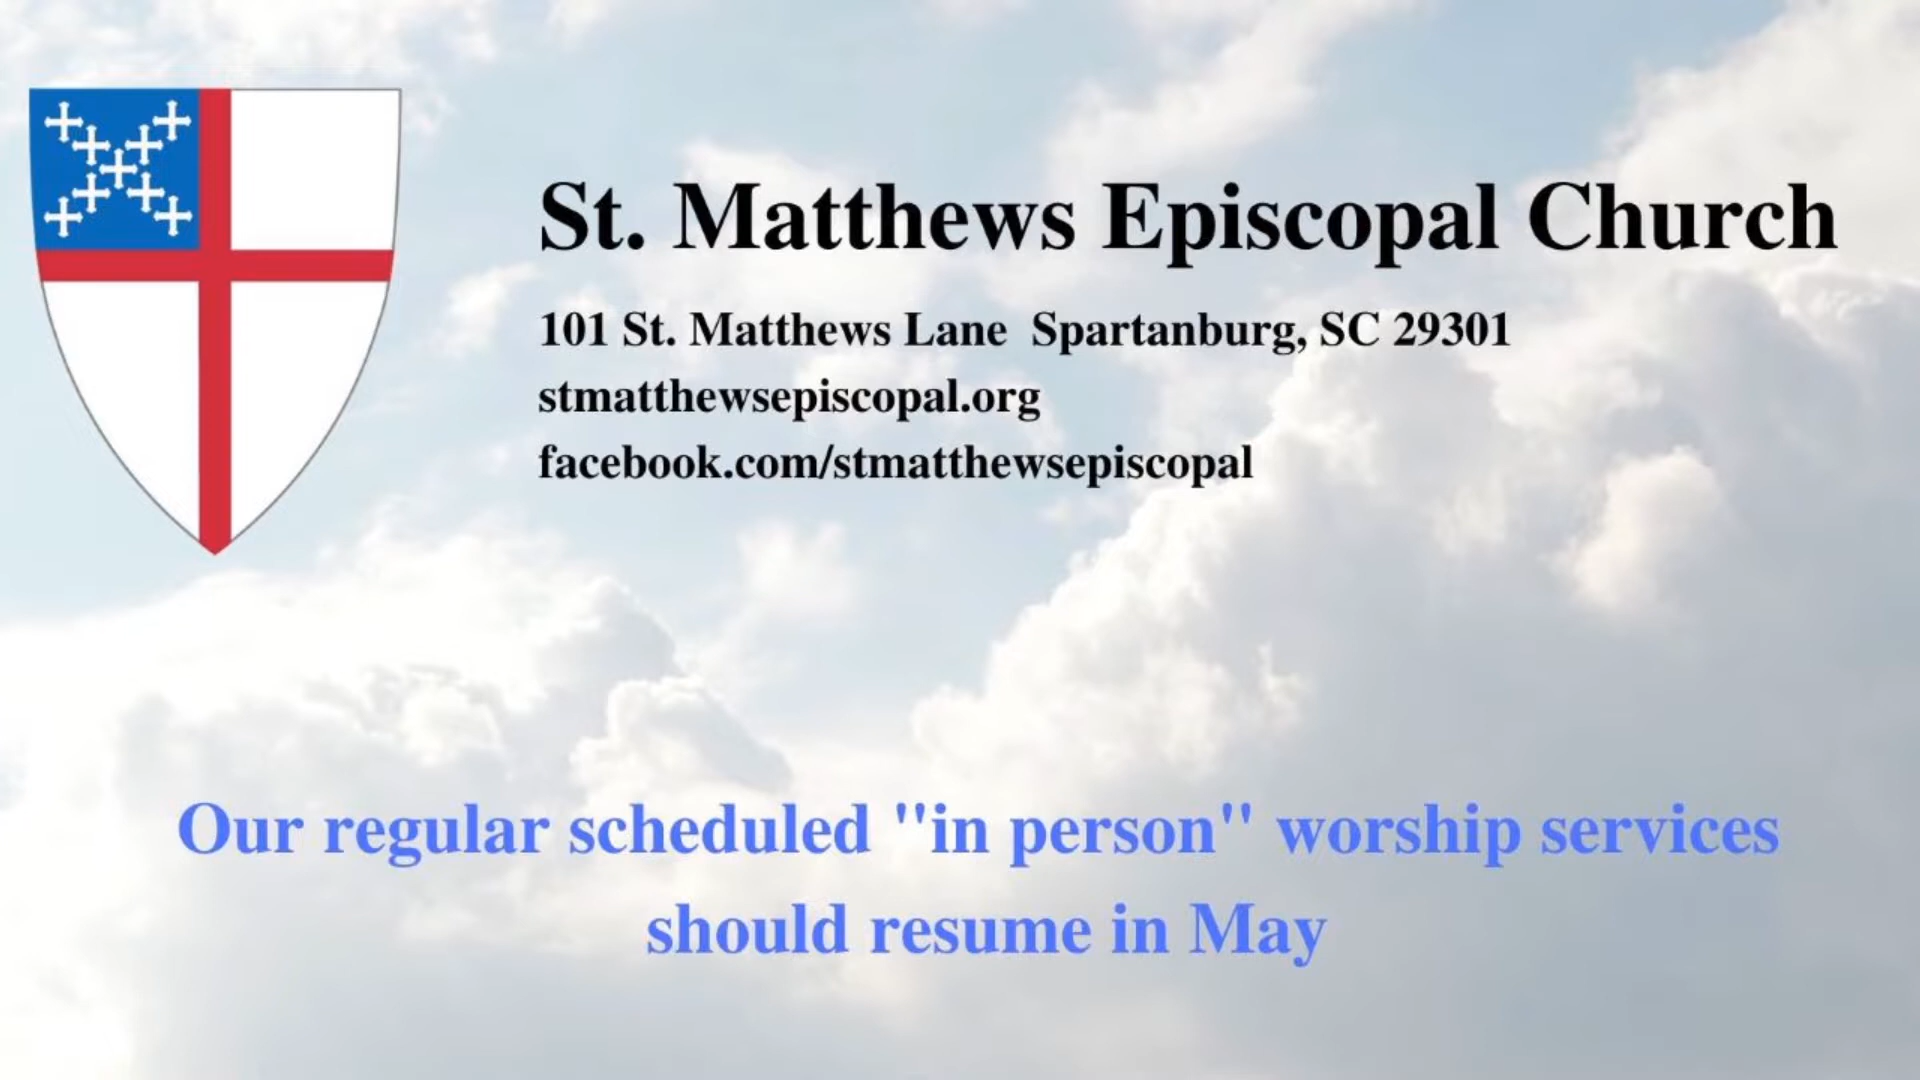 St. Matthews Episcopal Church
101 St. Matthews Lane  Spartanburg, SC 29301
stmatthewsepiscopal.org
facebook.com/stmatthewsepiscopal
Our regular scheduled "in person" worship services
should resume in May